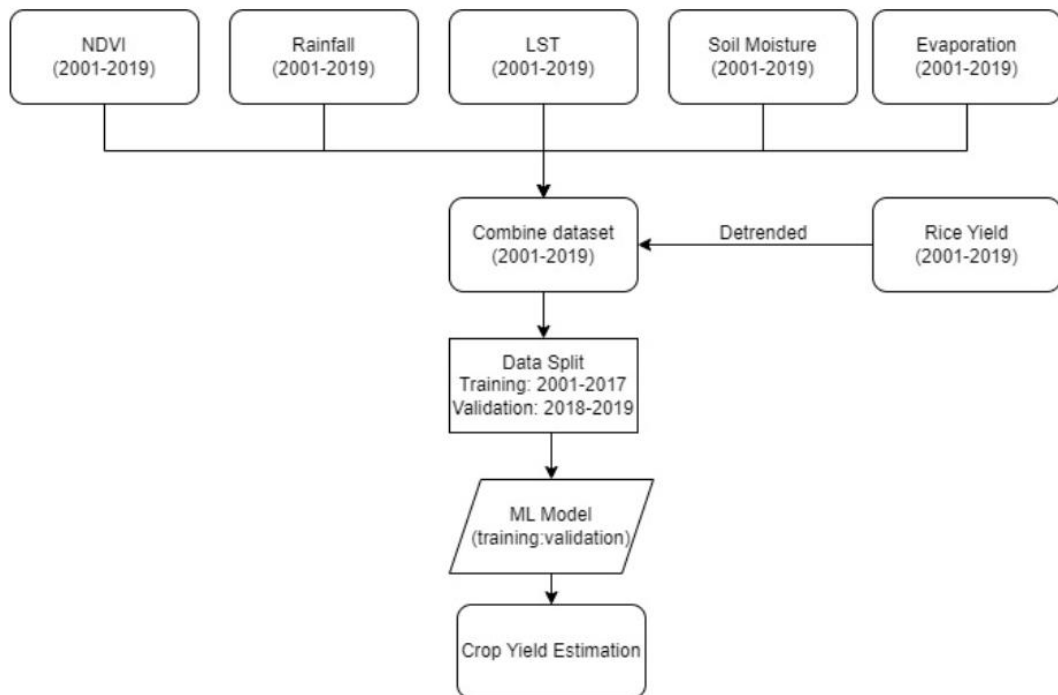 NDVI
(2001-2019)
Rainfall
(2001-2019)
LST
(2001-2019)
Soil Moisture
(2001-2019)
Evaporation
(2001-2019)
Combine dataset
(2001-2019)
Detrended
Rice Yield
(2001-2019)
Data Split
Training: 2001-2017
Validation: 2018-2019
ML Model
(training:validation)
Crop Yield Estimation